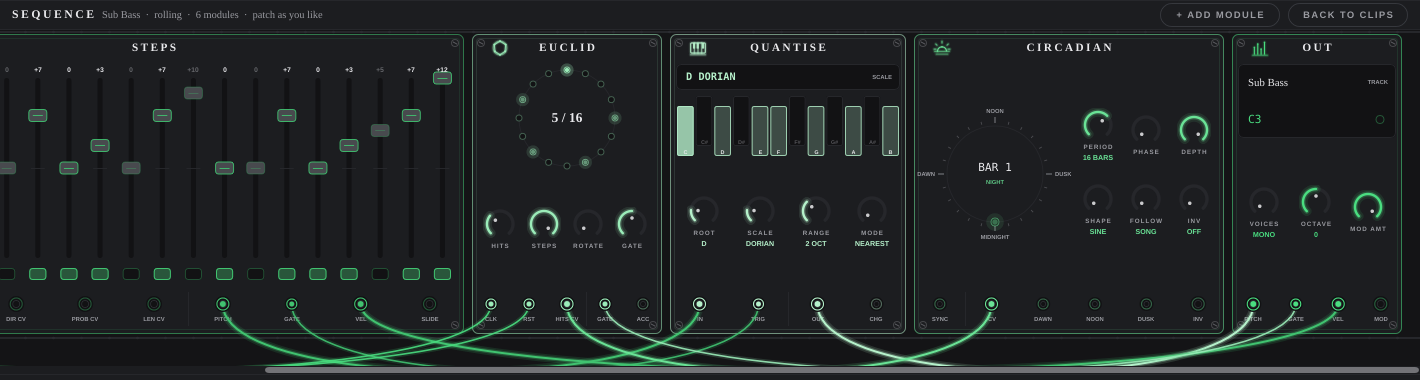 SEQUENCE Sub Bass · rolling · 6 modules · patch as you like
+ ADD MODULE
BACK TO CLIPS
STEPS
0 +7 0 +3 0 +7 +10 0 0 +7 0 +3 +5 +7 +12
DIR CV PROB CV LEN CV PITCH GATE VEL SLIDE
EUCLID
5 / 16
HITS STEPS ROTATE GATE
CLK RST HITS CV GATE ACC
QUANTISE
D DORIAN SCALE
C C# D D# E F F# G G# A A# B
ROOT SCALE RANGE MODE
D DORIAN 2 OCT NEAREST
IN TRIG OUT CHG
CIRCADIAN
NOON
DAWN DUSK
BAR 1
NIGHT
MIDNIGHT
PERIOD PHASE DEPTH
16 BARS
SHAPE FOLLOW INV
SINE SONG OFF
SYNC CV DAWN NOON DUSK INV
OUT
Sub Bass TRACK
C3
VOICES OCTAVE MOD AMT
MONO 0
PITCH GATE VEL MOD